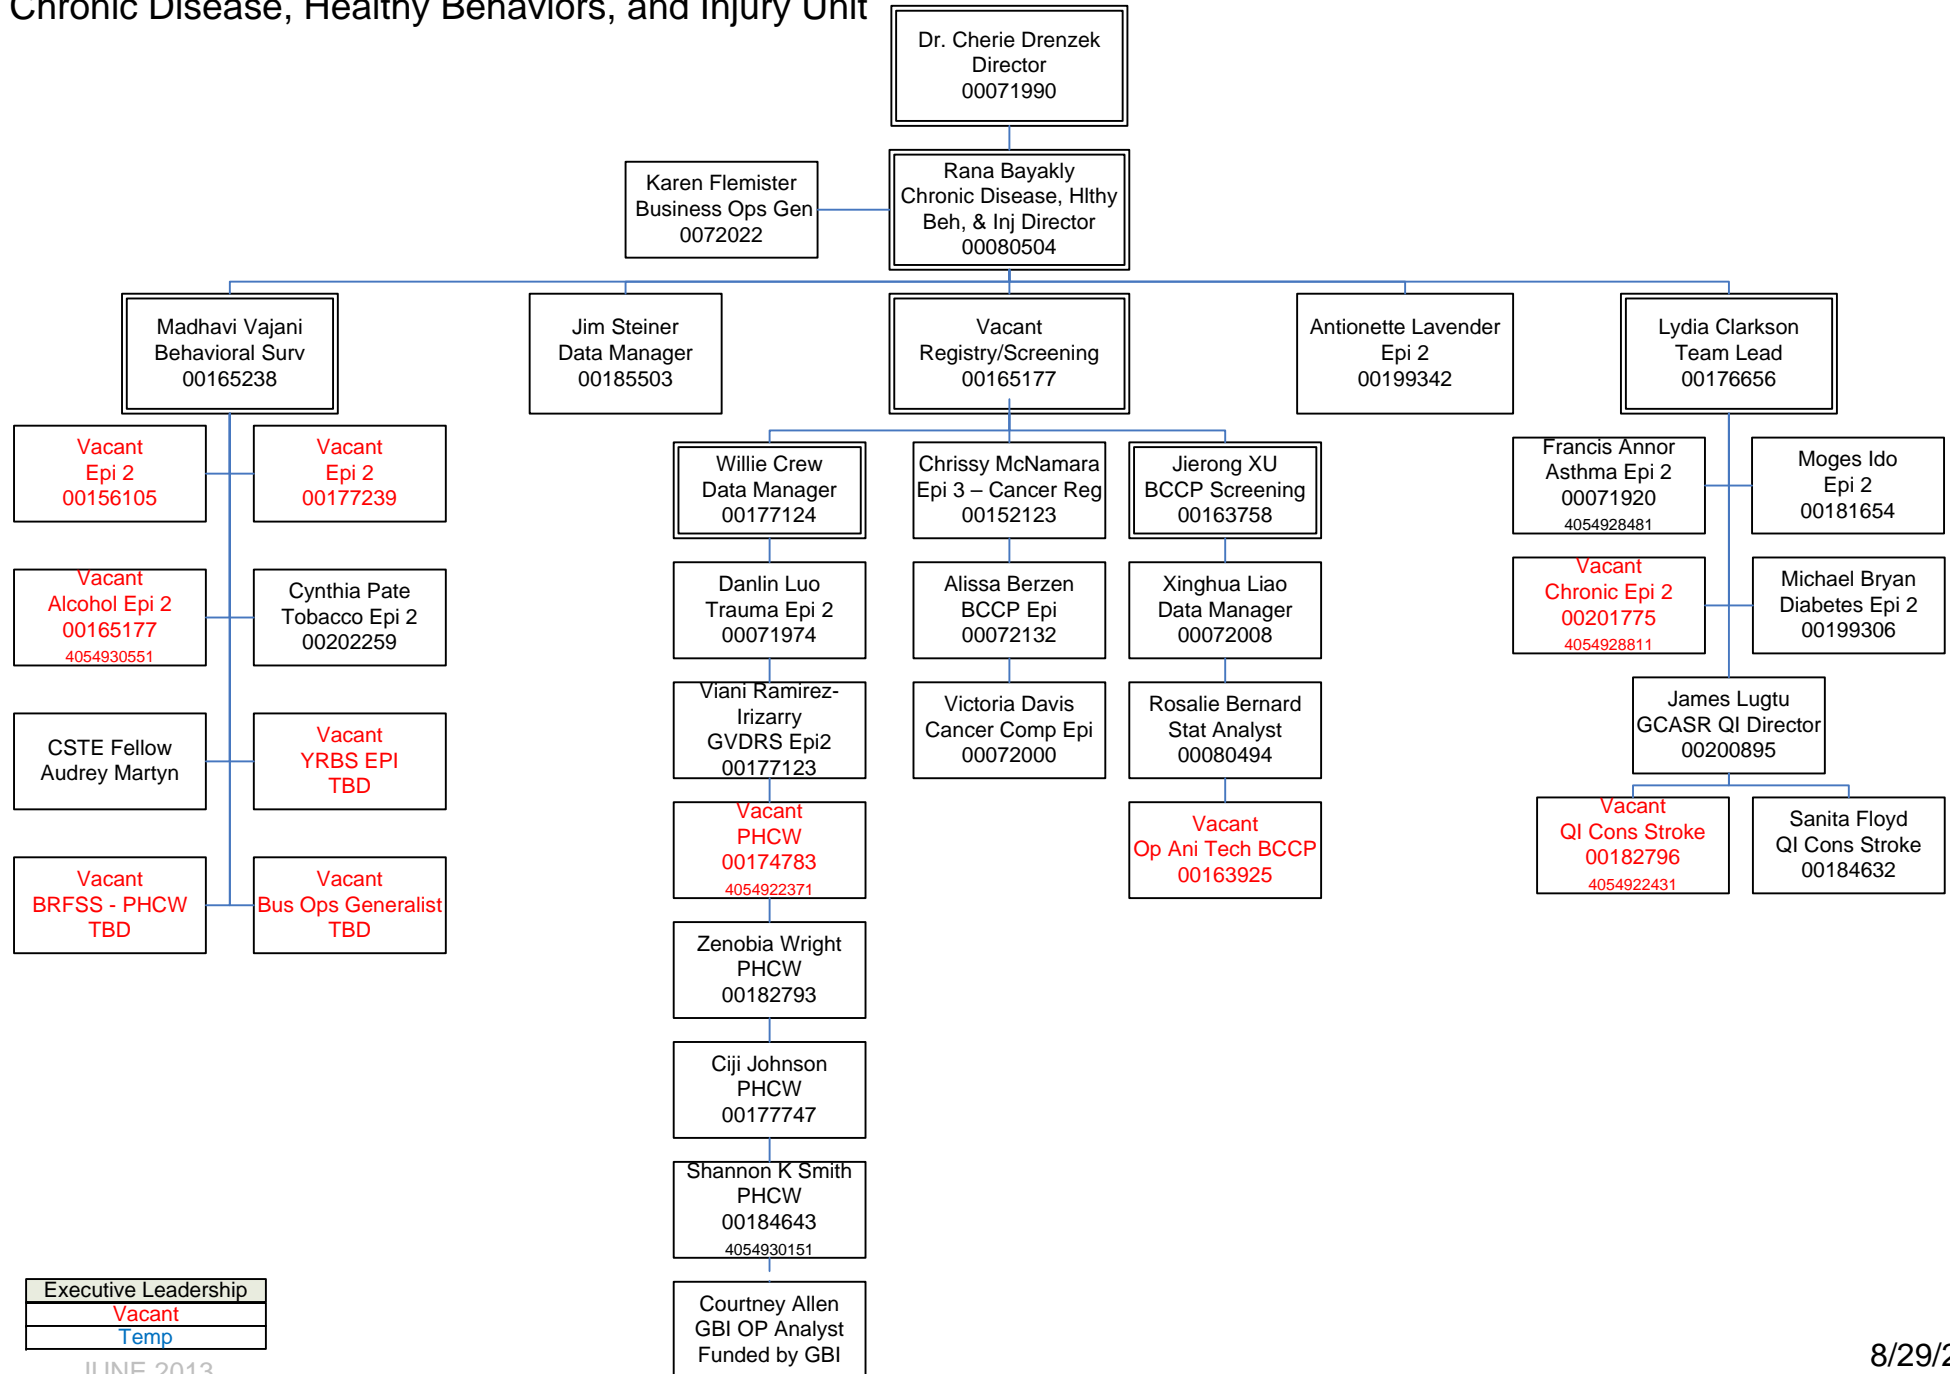 Chronic Disease, Healthy Behaviors, and Injury Unit
Dr. Cherie Drenzek
Director
00071990
Karen Flemister
Business Ops Gen
0072022
Rana Bayakly
Chronic Disease, Hlthy
Beh, & Inj Director
00080504
Madhavi Vajani
Behavioral Surv
00165238
Jim Steiner
Data Manager
00185503
Vacant
Registry/Screening
00165177
Antionette Lavender
Epi 2
00199342
Lydia Clarkson
Team Lead
00176656
Vacant
Epi 2
00156105
Vacant
Epi 2
00177239
Vacant
Alcohol Epi 2
00165177
4054930551
Cynthia Pate
Tobacco Epi 2
00202259
CSTE Fellow
Audrey Martyn
Vacant
YRBS EPI
TBD
Vacant
BRFSS - PHCW
TBD
Vacant
Bus Ops Generalist
TBD
Willie Crew
Data Manager
00177124
Danlin Luo
Trauma Epi 2
00071974
Viani Ramirez-
Irizarry
GVDRS Epi2
00177123
Vacant
PHCW
00174783
4054922371
Zenobia Wright
PHCW
00182793
Ciji Johnson
PHCW
00177747
Shannon K Smith
PHCW
00184643
4054930151
Courtney Allen
GBI OP Analyst
Funded by GBI
Chrissy McNamara
Epi 3 – Cancer Reg
00152123
Alissa Berzen
BCCP Epi
00072132
Victoria Davis
Cancer Comp Epi
00072000
Jierong XU
BCCP Screening
00163758
Xinghua Liao
Data Manager
00072008
Rosalie Bernard
Stat Analyst
00080494
Vacant
Op Ani Tech BCCP
00163925
Francis Annor
Asthma Epi 2
00071920
4054928481
Moges Ido
Epi 2
00181654
Vacant
Chronic Epi 2
00201775
4054928811
Michael Bryan
Diabetes Epi 2
00199306
James Lugtu
GCASR QI Director
00200895
Vacant
QI Cons Stroke
00182796
4054922431
Sanita Floyd
QI Cons Stroke
00184632
Executive Leadership
Vacant
Temp
JUNE 2013
8/29/2